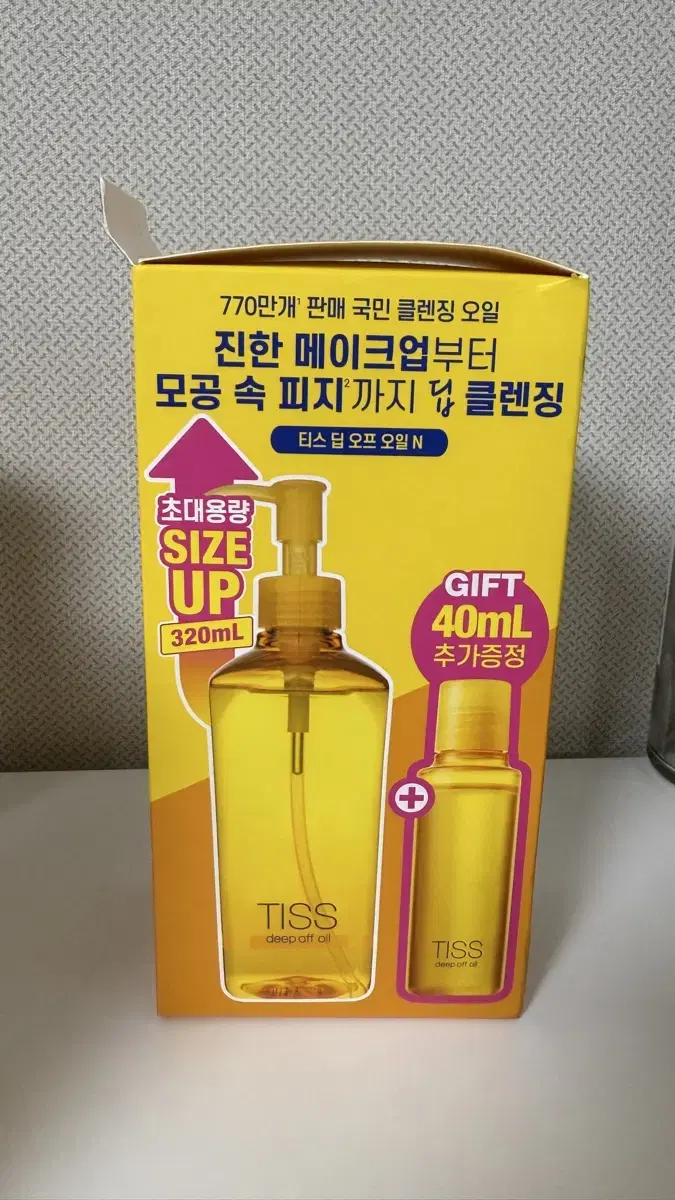 770만개¹ 판매 국민 클렌징 오일
진한 메이크업부터
모공 속 피지²까지 딥 클렌징
티스 딥 오프 오일 N
초대용량
SIZE
UP
320mL
GIFT
40mL
추가증정
+
TISS
deep off oil
TISS
deep off oil